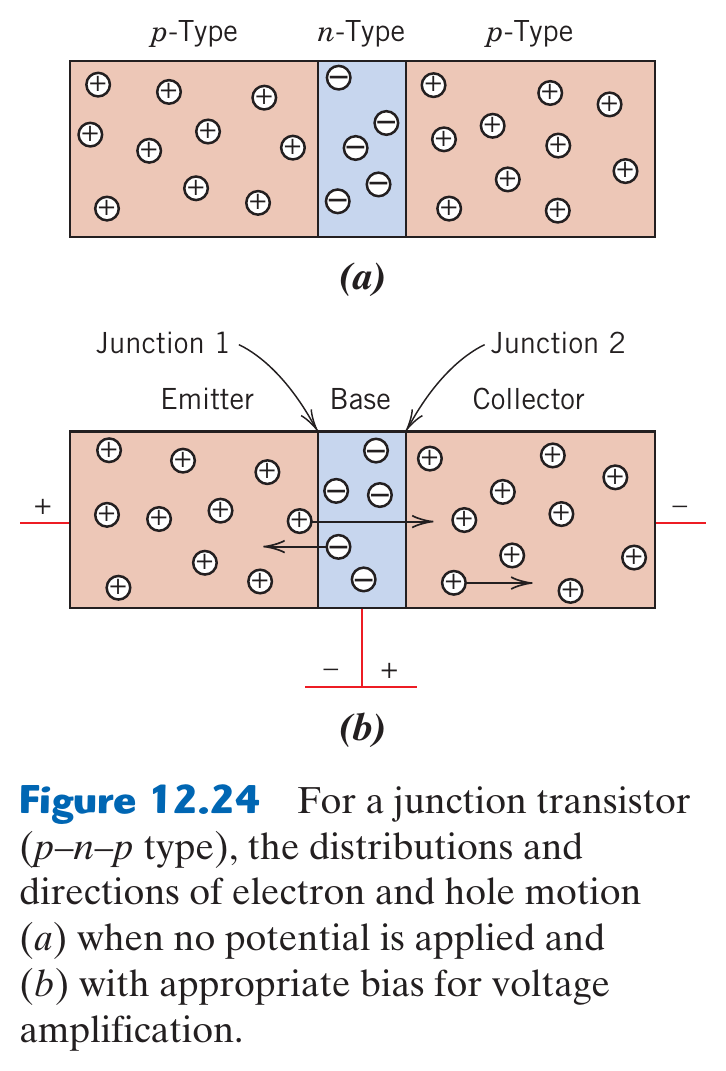 p-Type n-Type p-Type
(a)
Junction 1 Junction 2
Emitter Base Collector
+ −
− +
(b)
Figure 12.24 For a junction transistor
(p–n–p type), the distributions and
directions of electron and hole motion
(a) when no potential is applied and
(b) with appropriate bias for voltage
amplification.